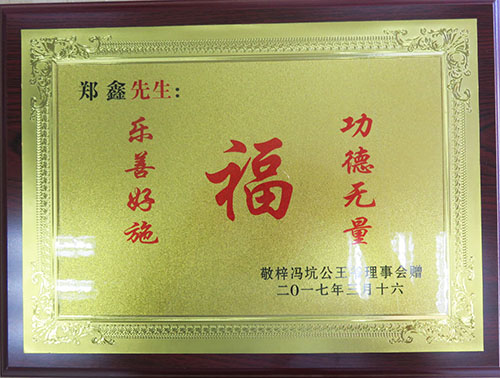 郑鑫先生：
乐善好施
福
功德无量
敬梓冯坑公王理事会赠
二〇一七年三月十六